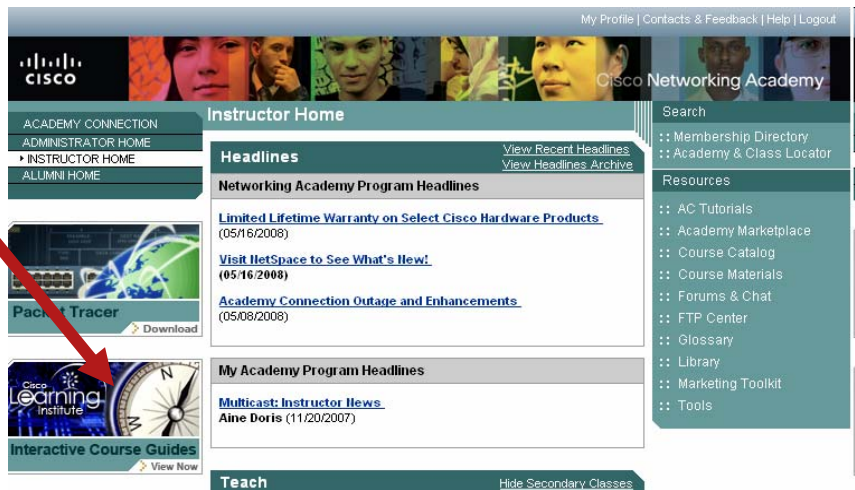 My Profile | Contacts & Feedback | Help | Logout
CISCO
Cisco Networking Academy
ACADEMY CONNECTION
ADMINISTRATOR HOME
INSTRUCTOR HOME
ALUMNI HOME
Packet Tracer
Download
Cisco
Learning
Institute
N
S
Interactive Course Guides
View Now
Instructor Home
Headlines
View Recent Headlines
View Headlines Archive
Networking Academy Program Headlines
Limited Lifetime Warranty on Select Cisco Hardware Products
(05/16/2008)
Visit NetSpace to See What's New!
(05/16/2008)
Academy Connection Outage and Enhancements
(05/08/2008)
My Academy Program Headlines
Multicast: Instructor News
Aine Doris (11/20/2007)
Teach
Hide Secondary Classes
Search
:: Membership Directory
:: Academy & Class Locator
Resources
:: AC Tutorials
:: Academy Marketplace
:: Course Catalog
:: Course Materials
:: Forums & Chat
:: FTP Center
:: Glossary
:: Library
:: Marketing Toolkit
:: Tools